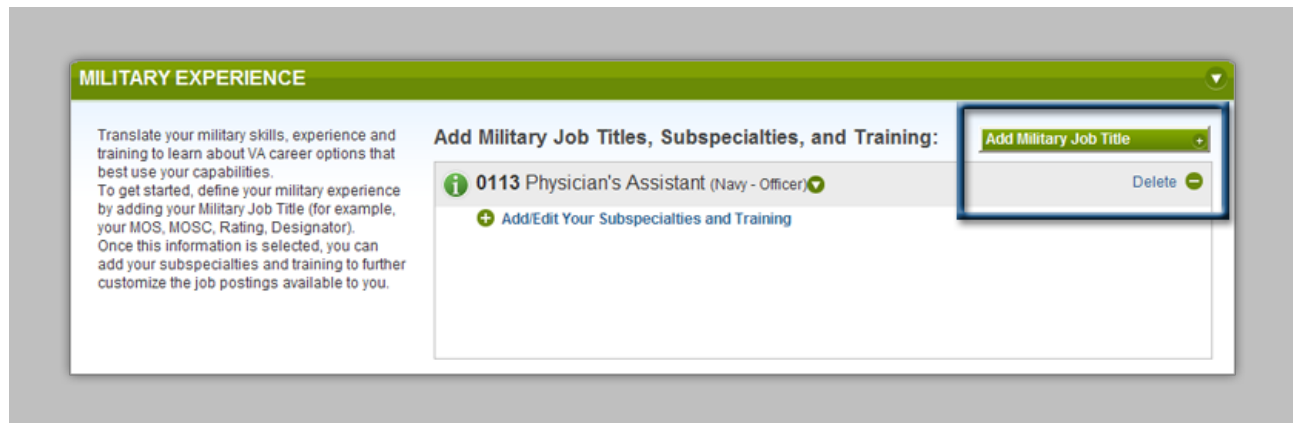 MILITARY EXPERIENCE
Translate your military skills, experience and
training to learn about VA career options that
best use your capabilities.
To get started, define your military experience
by adding your Military Job Title (for example,
your MOS, MOSC, Rating, Designator).
Once this information is selected, you can
add your subspecialties and training to further
customize the job postings available to you.
Add Military Job Titles, Subspecialties, and Training:
Add Military Job Title
0113 Physician's Assistant (Navy - Officer)
Delete
Add/Edit Your Subspecialties and Training